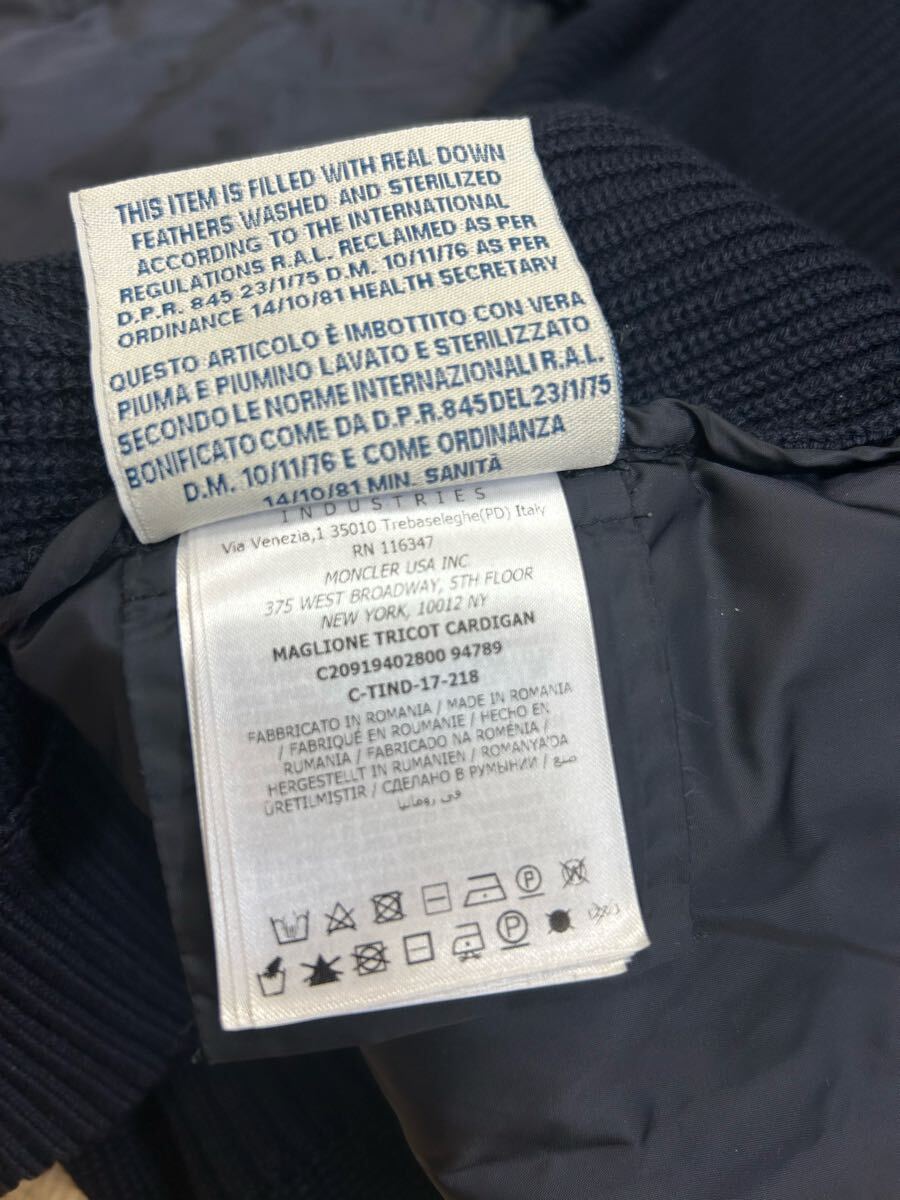 THIS ITEM IS FILLED WITH REAL DOWN
FEATHERS WASHED AND STERILIZED
ACCORDING TO THE INTERNATIONAL
REGULATIONS R.A.L. RECLAIMED AS PER
D.P.R. 845 23/1/75 D.M. 10/11/76 AS PER
ORDINANCE 14/10/81 HEALTH SECRETARY
QUESTO ARTICOLO È IMBOTTITO CON VERA
PIUMA E PIUMINO LAVATO E STERILIZZATO
SECONDO LE NORME INTERNAZIONALI R.A.L.
BONIFICATO COME DA D.P.R. 845 DEL 23/1/75
D.M. 10/11/76 E COME ORDINANZA
14/10/81 MIN. SANITÀ
INDUSTRIES
Via Venezia,1 35010 Trebaseleghe(PD) Italy
RN 116347
MONCLER USA INC
375 WEST BROADWAY, 5TH FLOOR
NEW YORK, 10012 NY
MAGLIONE TRICOT CARDIGAN
C20919402800 94789
C-TIND-17-218
FABBRICATO IN ROMANIA / MADE IN ROMANIA
/ FABRIQUÉ EN ROUMANIE / HECHO EN
RUMANIA / FABRICADO NA ROMÉNIA /
HERGESTELLT IN RUMANIEN / ROMANYA'DA
ÜRETILMIŞTIR / СДЕЛАНО В РУМЫНИИ / صنع
في رومانيا
P W
P